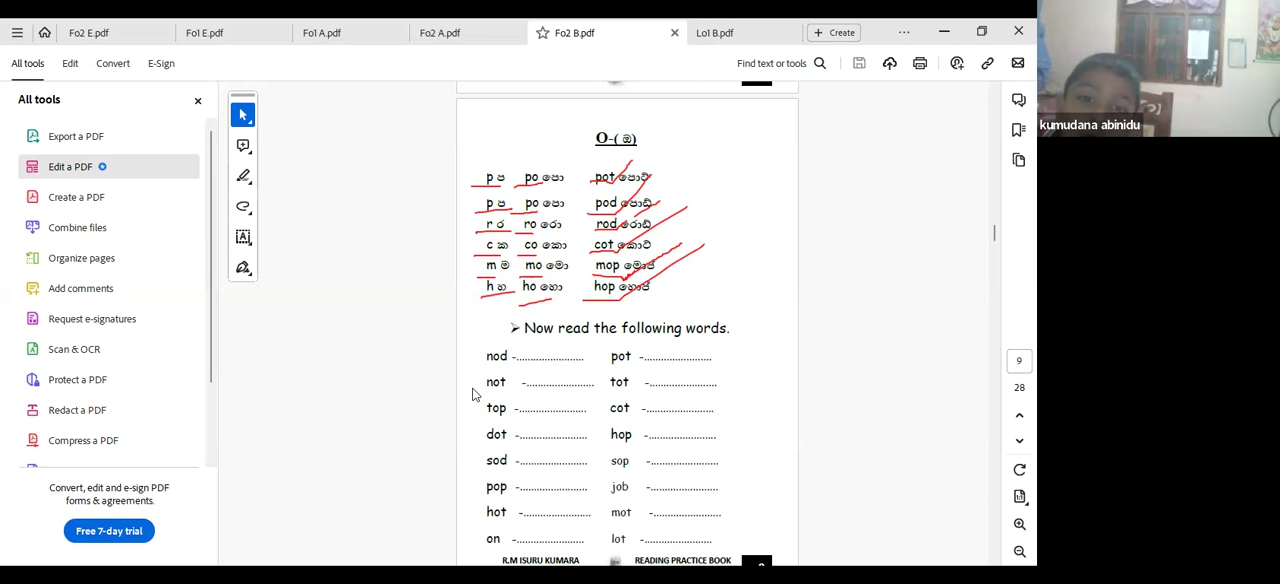 Fo2 E.pdf Fo1 E.pdf Fo1 A.pdf Fo2 A.pdf Fo2 B.pdf Lo1 B.pdf + Create
All tools Edit Convert E-Sign Find text or tools
All tools
Export a PDF
Edit a PDF
Create a PDF
Combine files
Organize pages
Add comments
Request e-signatures
Scan & OCR
Protect a PDF
Redact a PDF
Compress a PDF
Convert, edit and e-sign PDF
forms & agreements.
Free 7-day trial
O-( ඔ)
p ප po පො pot පොට්
p ප po පො pod පොඩ්
r ර ro රො rod රොඩ්
c ක co කො cot කොට්
m ම mo මො mop මොප්
h හ ho හො hop හොප්
➢ Now read the following words.
nod -...................... pot -......................
not -...................... tot -......................
top -...................... cot -......................
dot -...................... hop -......................
sod -...................... sop -......................
pop -...................... job -......................
hot -...................... mot -......................
on -...................... lot -......................
R.M ISURU KUMARA READING PRACTICE BOOK
9
28
kumudana abinidu